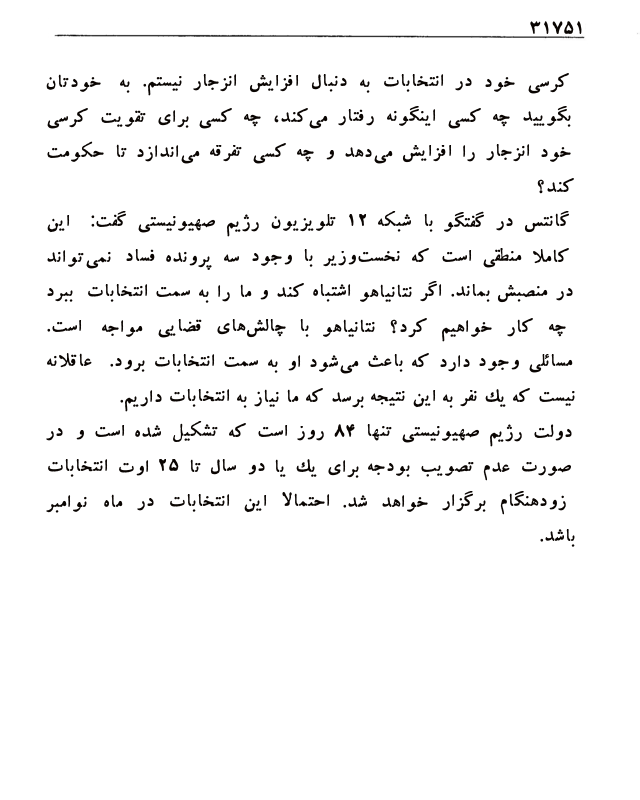 ۳۱۷۵۱
کرسی خود در انتخابات به دنبال افزایش انزجار نیستم. به خودتان
بگویید چه کسی اینگونه رفتار می‌کند، چه کسی برای تقویت کرسی
خود انزجار را افزایش می‌دهد و چه کسی تفرقه می‌اندازد تا حکومت
کند؟
گانتس در گفتگو با شبکه ۱۲ تلویزیون رژیم صهیونیستی گفت: این
کاملا منطقی است که نخست‌وزیر با وجود سه پرونده فساد نمی‌تواند
در منصبش بماند. اگر نتانیاهو اشتباه کند و ما را به سمت انتخابات ببرد
چه کار خواهیم کرد؟ نتانیاهو با چالش‌های قضایی مواجه است.
مسائلی وجود دارد که باعث می‌شود او به سمت انتخابات برود. عاقلانه
نیست که یك نفر به این نتیجه برسد که ما نیاز به انتخابات داریم.
دولت رژیم صهیونیستی تنها ۸۴ روز است که تشکیل شده است و در
صورت عدم تصویب بودجه برای یك یا دو سال تا ۲۵ اوت انتخابات
زودهنگام برگزار خواهد شد. احتمالا این انتخابات در ماه نوامبر
باشد.